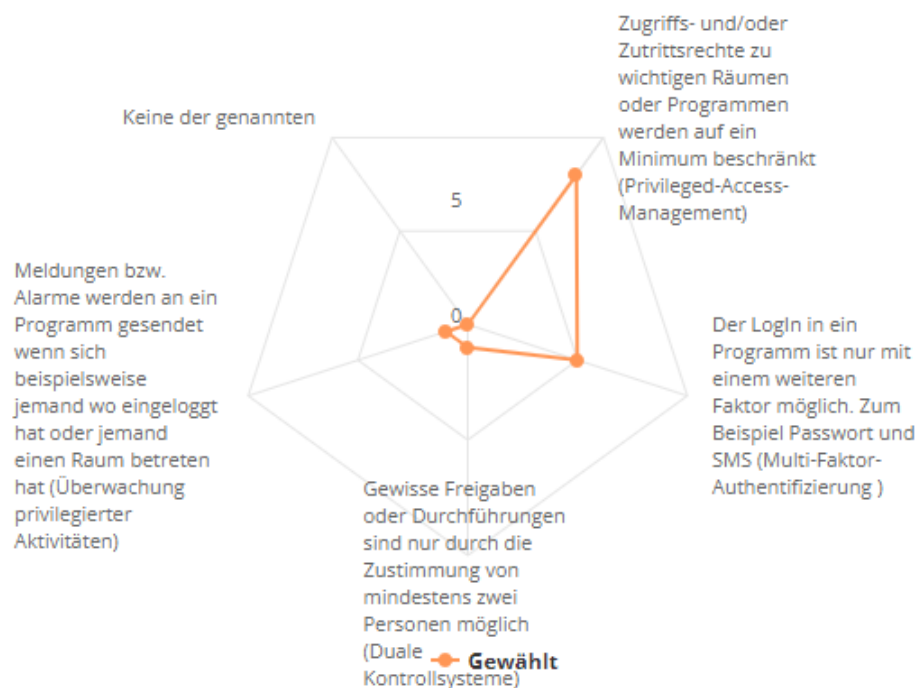 Zugriffs- und/oder
Zutrittsrechte zu
wichtigen Räumen
oder Programmen
werden auf ein
Minimum beschränkt
(Privileged-Access-
Management)
Keine der genannten
5
0
Meldungen bzw.
Alarme werden an ein
Programm gesendet
wenn sich
beispielsweise
jemand wo eingeloggt
hat oder jemand
einen Raum betreten
hat (Überwachung
privilegierter
Aktivitäten)
Der LogIn in ein
Programm ist nur mit
einem weiteren
Faktor möglich. Zum
Beispiel Passwort und
SMS (Multi-Faktor-
Authentifizierung )
Gewisse Freigaben
oder Durchführungen
sind nur durch die
Zustimmung von
mindestens zwei
Personen möglich
(Duale
Kontrollsysteme)
Gewählt